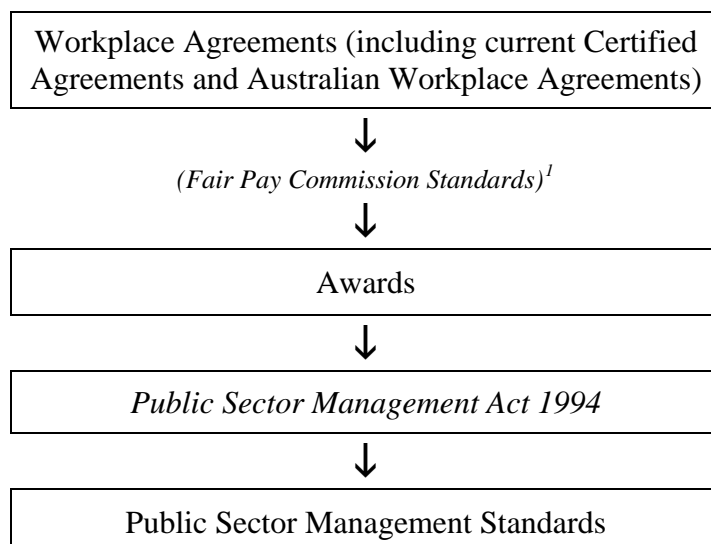 Workplace Agreements (including current Certified
Agreements and Australian Workplace Agreements)
(Fair Pay Commission Standards)1
Awards
Public Sector Management Act 1994
Public Sector Management Standards